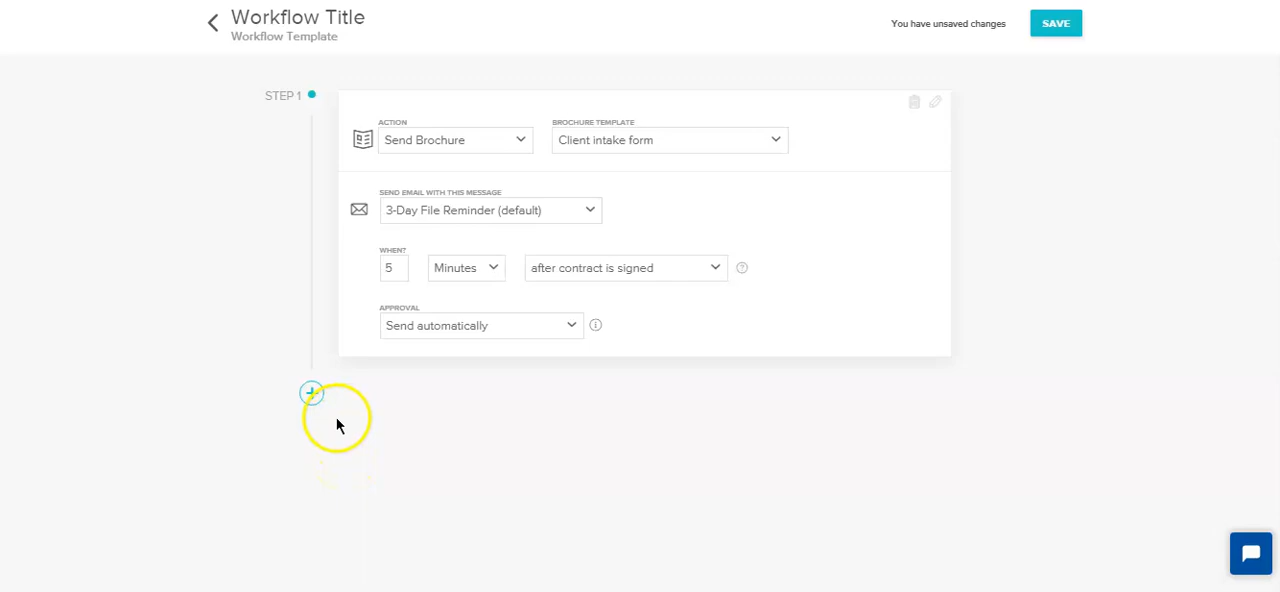 Workflow Title
Workflow Template
You have unsaved changes
SAVE
STEP 1
ACTION
BROCHURE TEMPLATE
Send Brochure
Client intake form
SEND EMAIL WITH THIS MESSAGE
3-Day File Reminder (default)
WHEN?
5
Minutes
after contract is signed
?
APPROVAL
Send automatically
i